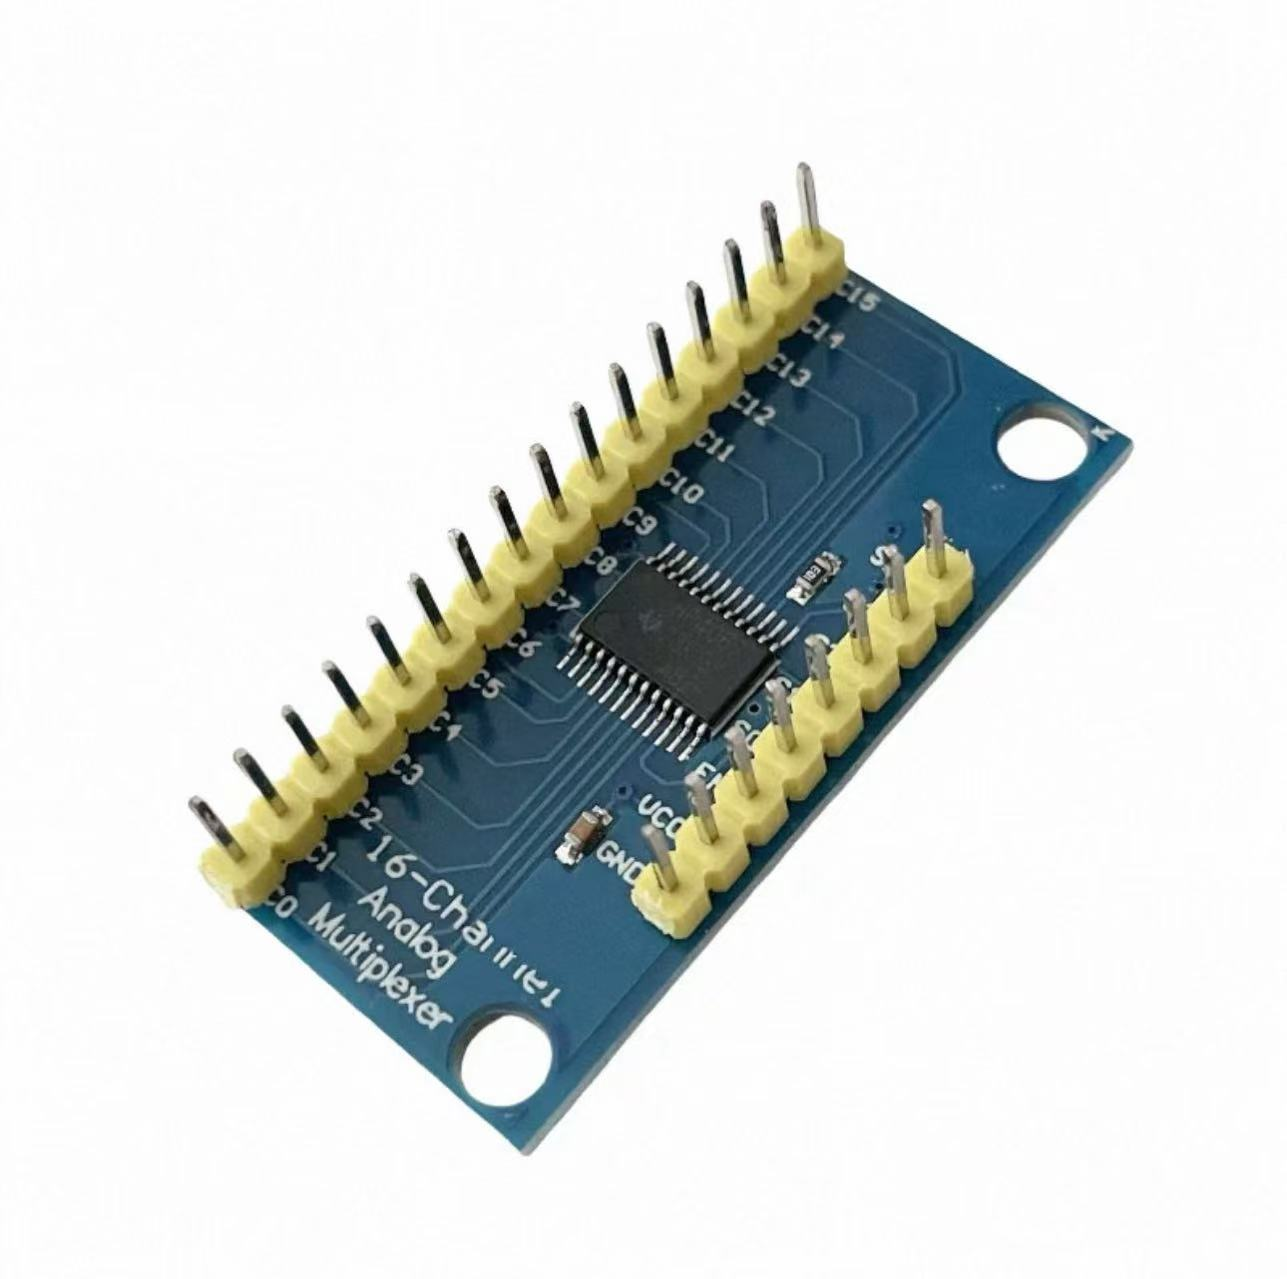 C15
C14
C13
C12
C11
C10
C9
C8
C7
C6
C5
C4
C3
C2
C1
C0
16-Channel
Analog
Multiplexer
103
VCC
GND